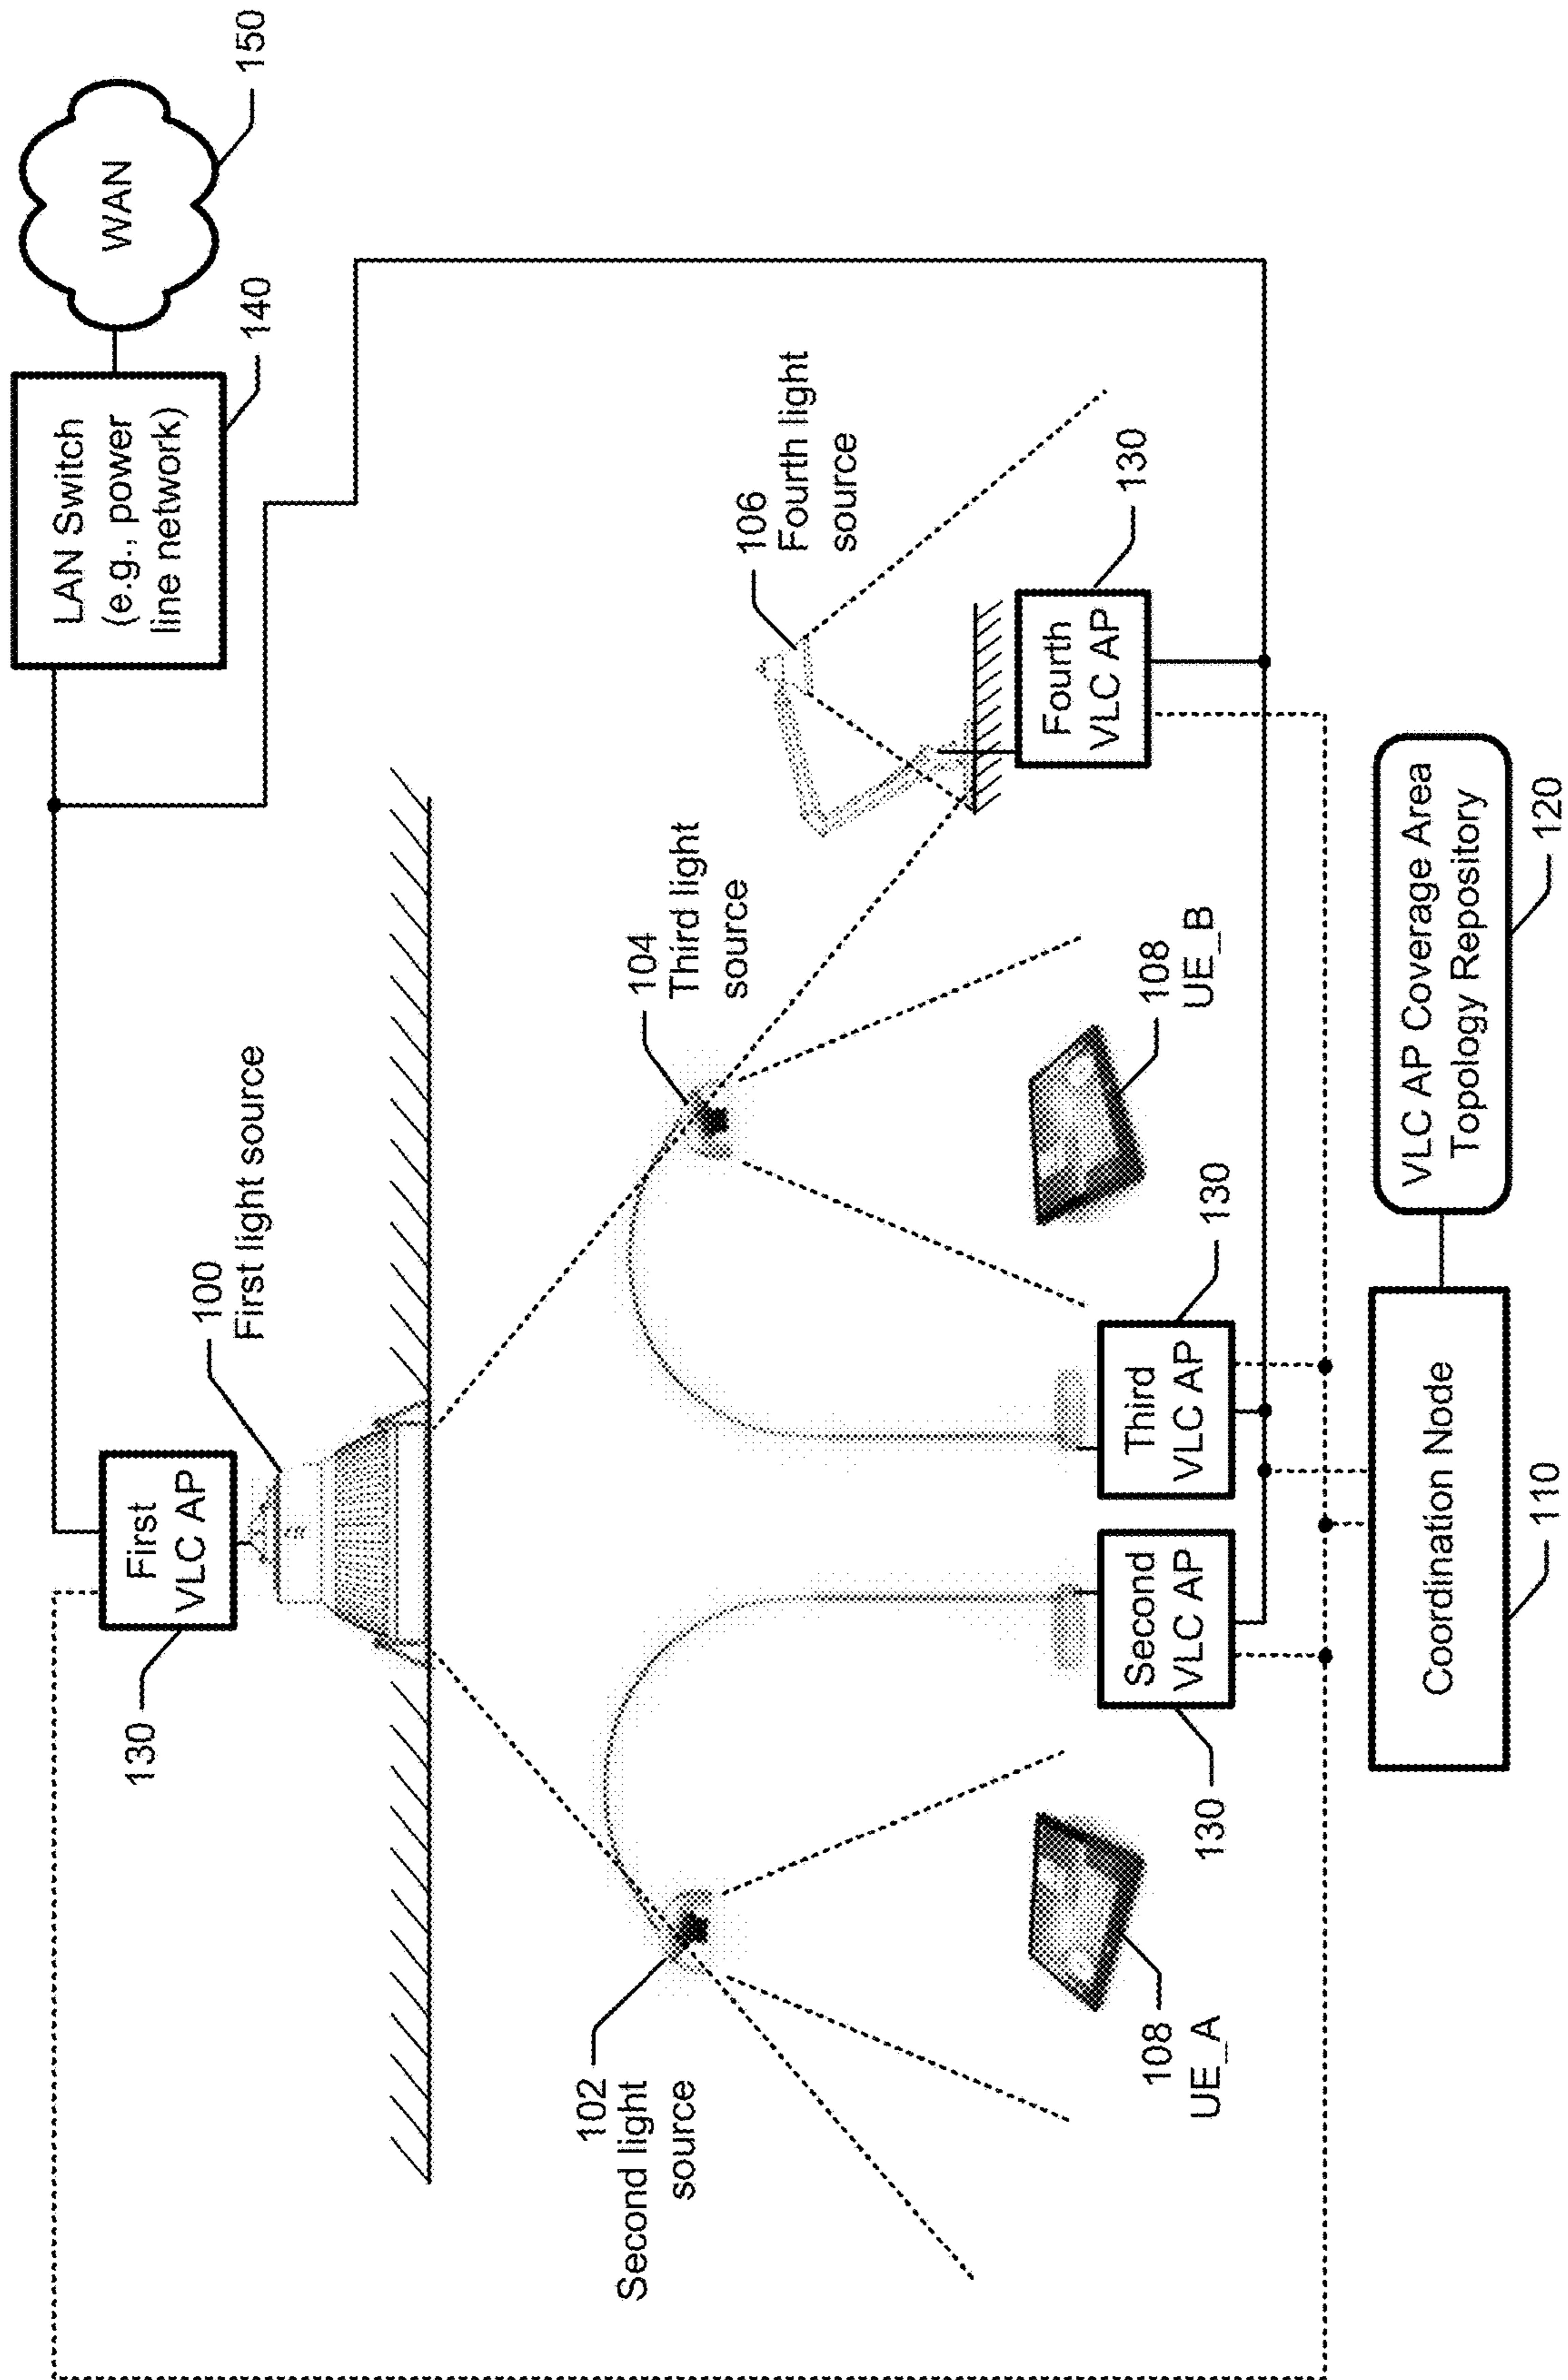 WAN
150
LAN Switch
(e.g., power
line network)
140
First
VLC AP
130
100
First light source
102
Second light
source
104
Third light
source
106
Fourth light
source
108
UE_A
108
UE_B
Second
VLC AP
130
Third
VLC AP
130
Fourth
VLC AP
130
Coordination Node
110
VLC AP Coverage Area
Topology Repository
120